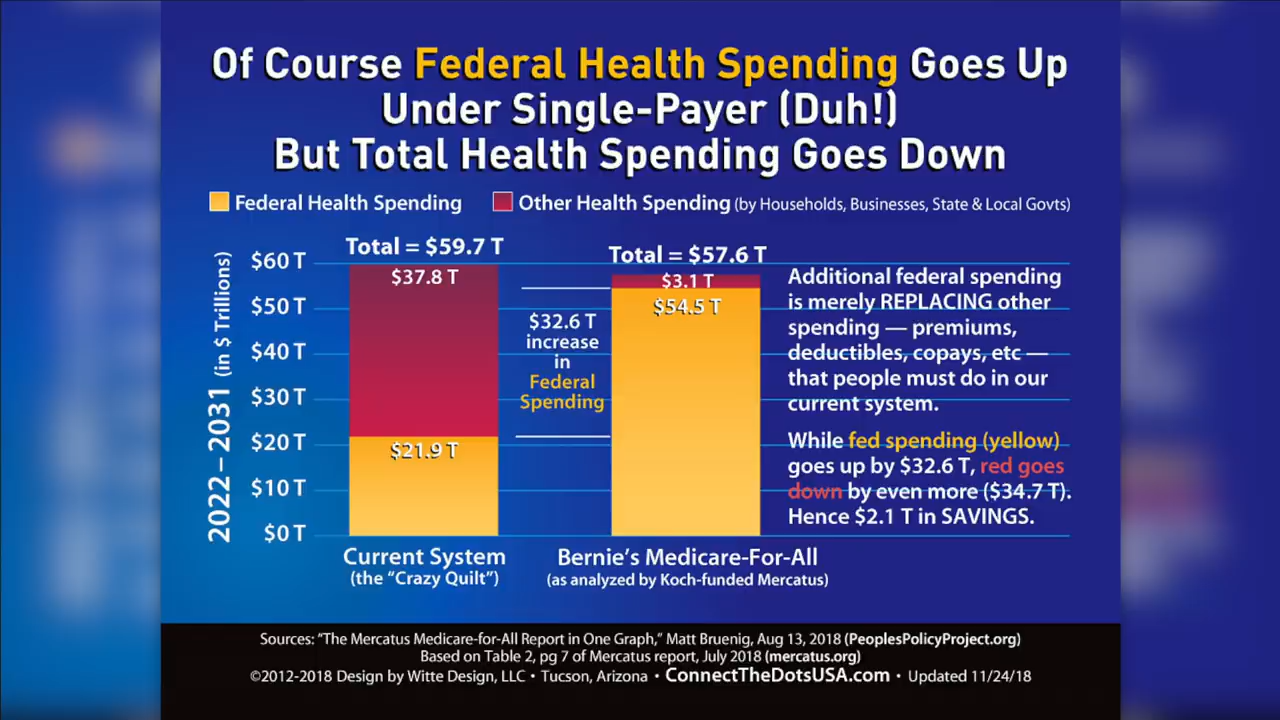 Of Course Federal Health Spending Goes Up
Under Single-Payer (Duh!)
But Total Health Spending Goes Down
Federal Health Spending
Other Health Spending (by Households, Businesses, State & Local Govts)
2022–2031 (in $ Trillions)
$60 T
$50 T
$40 T
$30 T
$20 T
$10 T
$0 T
Total = $59.7 T
$37.8 T
$21.9 T
Current System
(the “Crazy Quilt”)
$32.6 T
increase
in
Federal
Spending
Total = $57.6 T
$3.1 T
$54.5 T
Bernie’s Medicare-For-All
(as analyzed by Koch-funded Mercatus)
Additional federal spending
is merely REPLACING other
spending — premiums,
deductibles, copays, etc —
that people must do in our
current system.
While fed spending (yellow)
goes up by $32.6 T, red goes
down by even more ($34.7 T).
Hence $2.1 T in SAVINGS.
Sources: “The Mercatus Medicare-for-All Report in One Graph,” Matt Bruenig, Aug 13, 2018 (PeoplesPolicyProject.org)
Based on Table 2, pg 7 of Mercatus report, July 2018 (mercatus.org)
©2012-2018 Design by Witte Design, LLC • Tucson, Arizona • ConnectTheDotsUSA.com • Updated 11/24/18